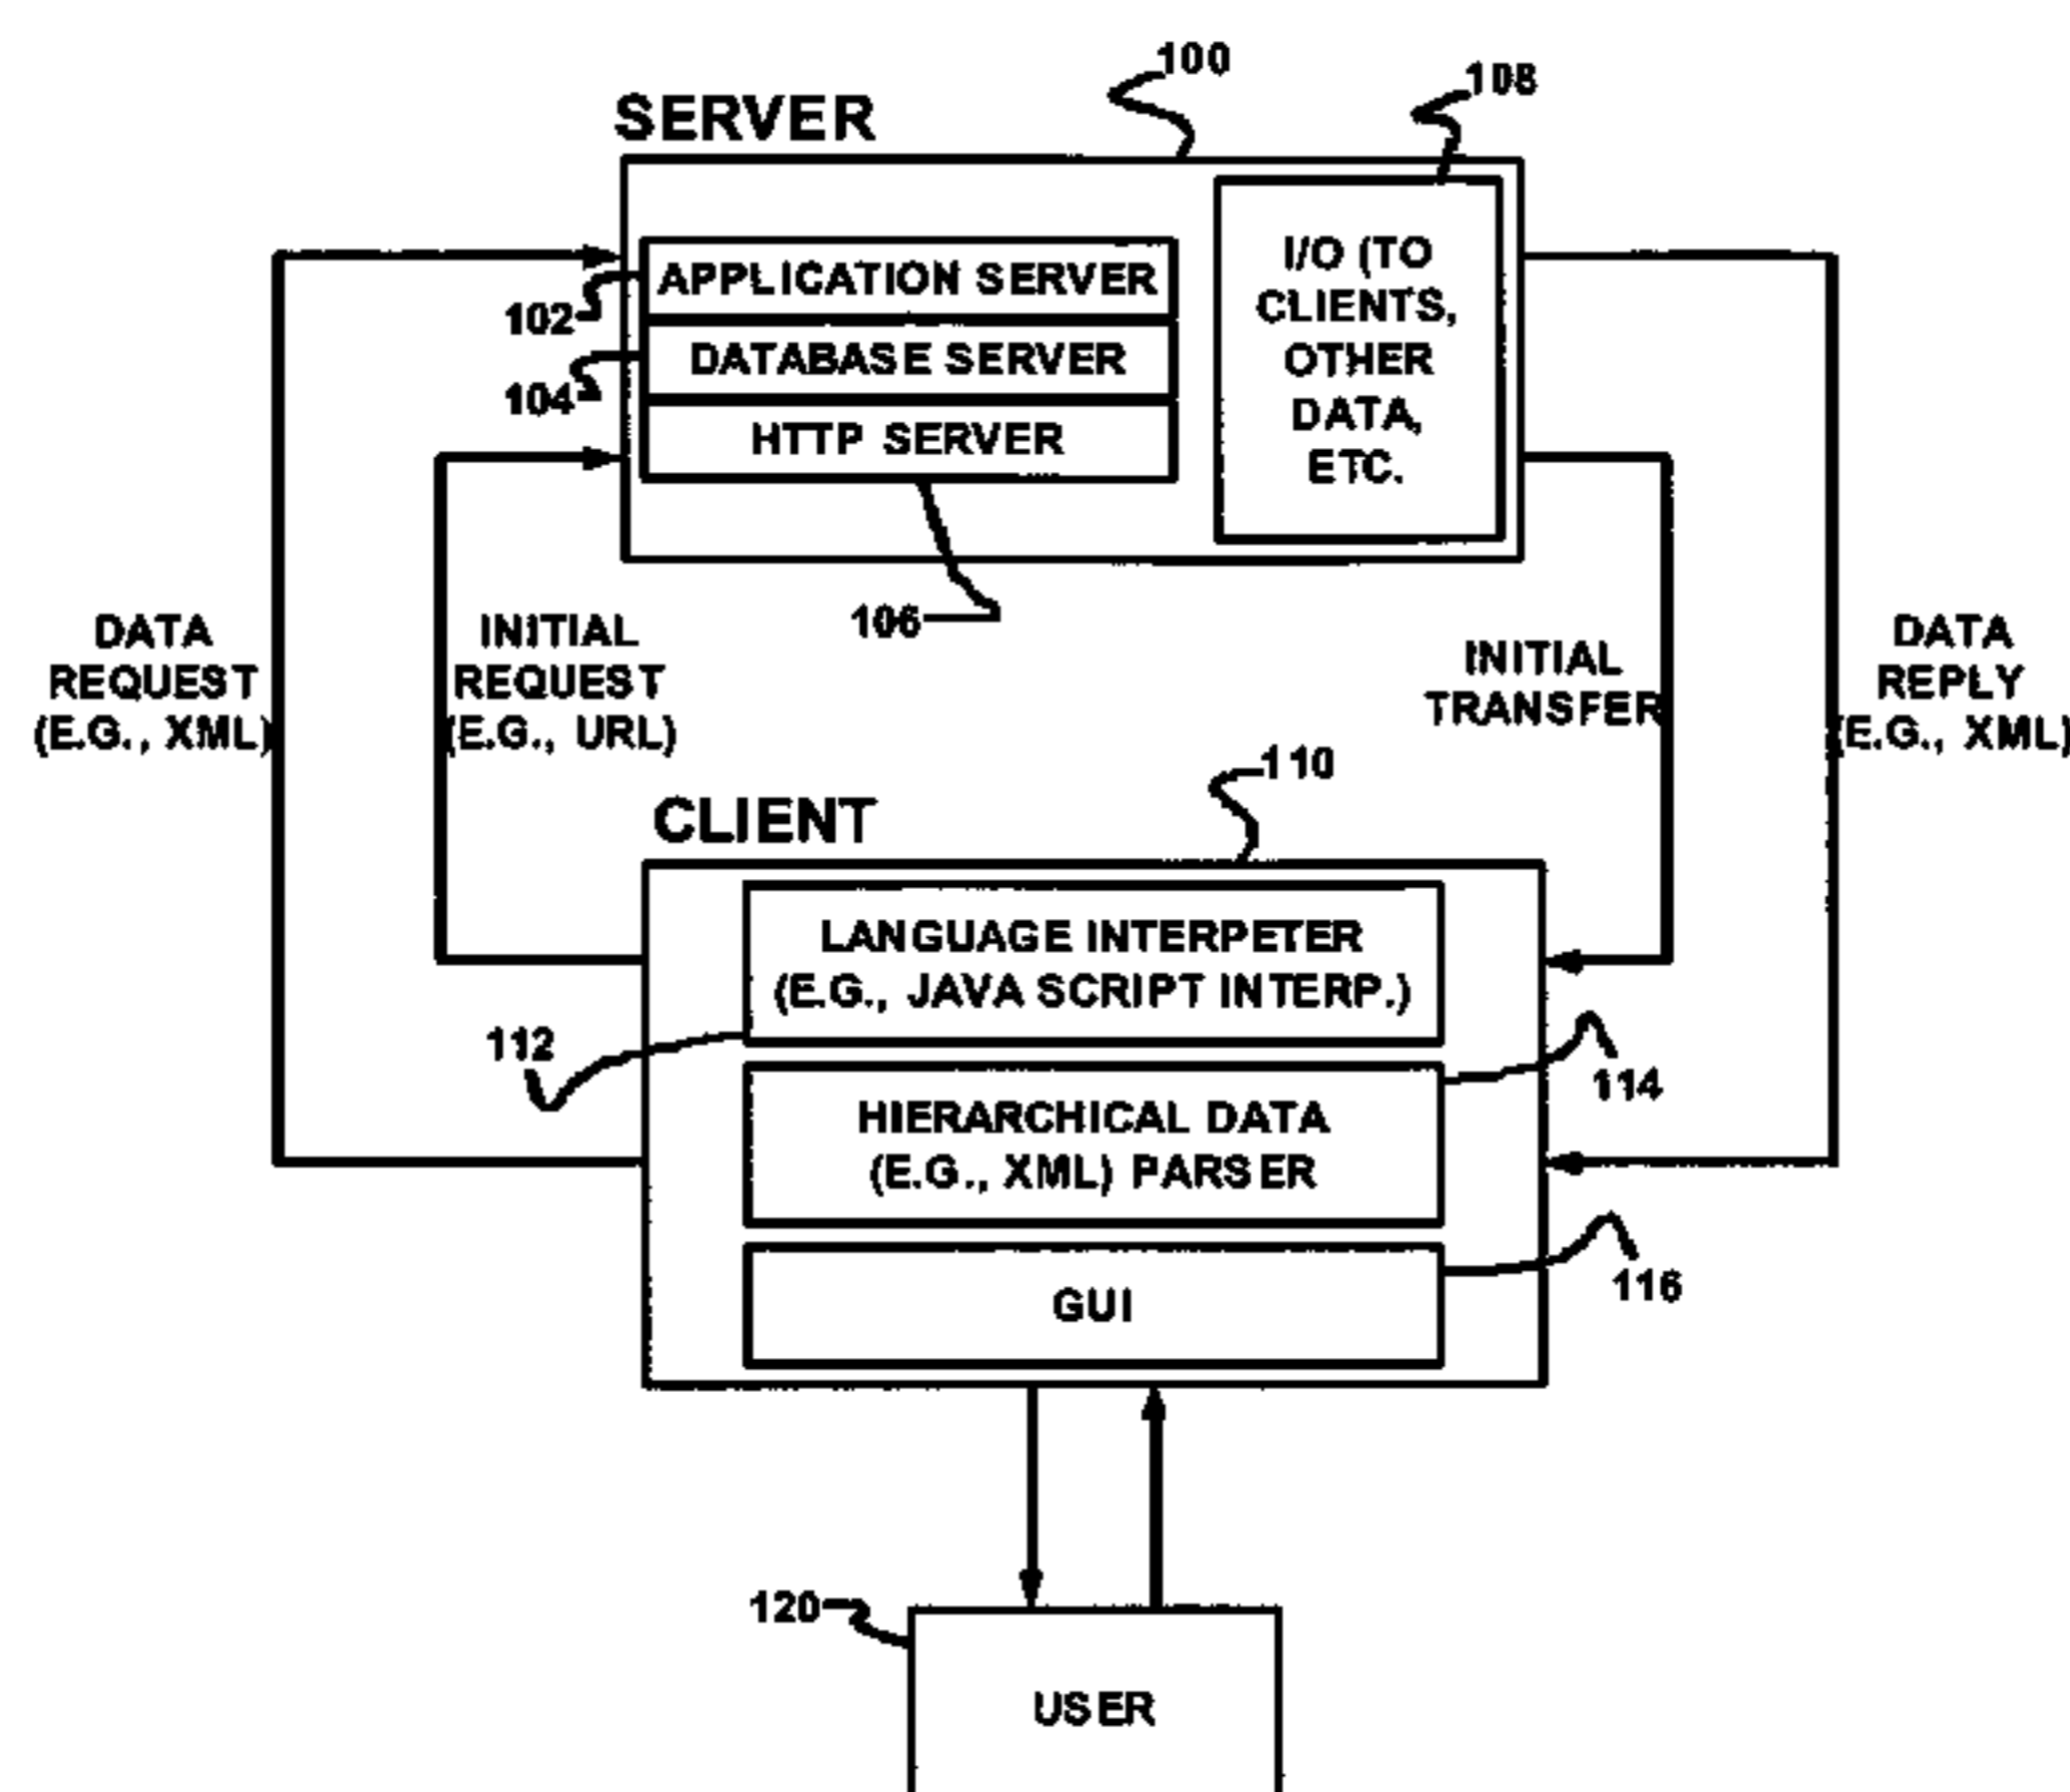 100
108
SERVER
I/O (TO
CLIENTS,
OTHER
DATA,
ETC.
APPLICATION SERVER
102
DATABASE SERVER
104
HTTP SERVER
106
DATA
REQUEST
(E.G., XML)
INITIAL
REQUEST
(E.G., URL)
INITIAL
TRANSFER
DATA
REPLY
(E.G., XML)
110
CLIENT
LANGUAGE INTERPETER
(E.G., JAVA SCRIPT INTERP.)
112
114
HIERARCHICAL DATA
(E.G., XML) PARSER
116
GUI
120
USER